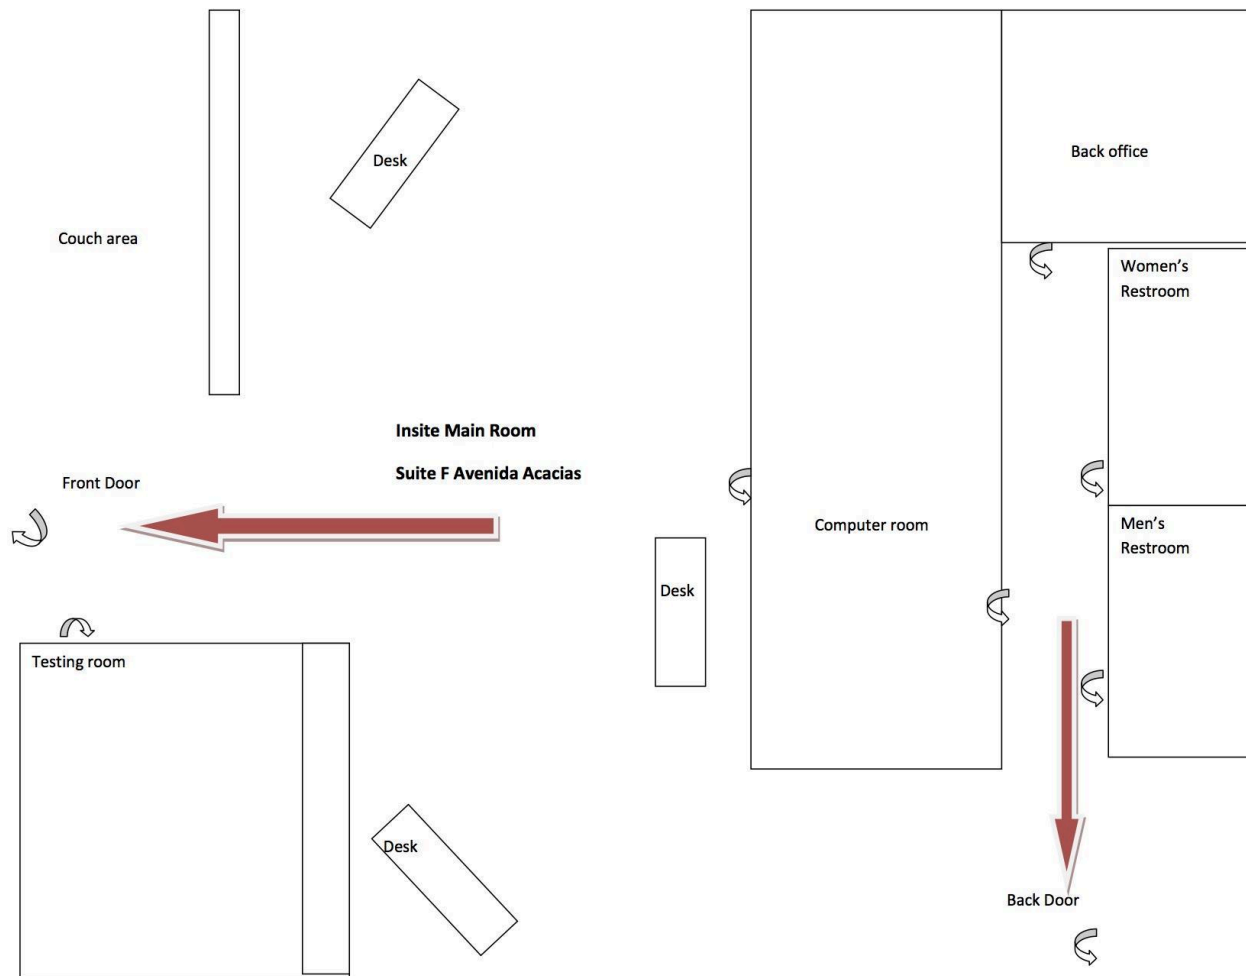 Desk
Back office
Couch area
Women's
Restroom
Insite Main Room
Suite F Avenida Acacias
Front Door
Computer room
Men's
Restroom
Desk
Testing room
Desk
Back Door